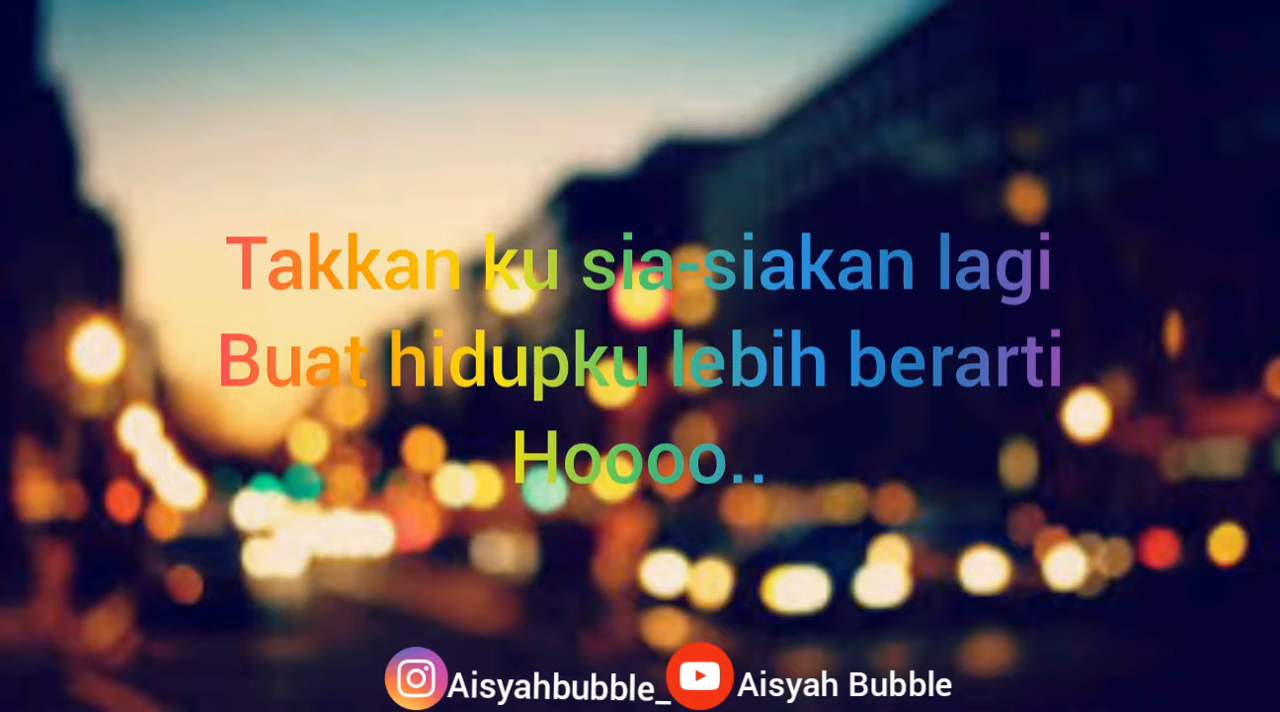 Takkan ku sia-siakan lagi
Buat hidupku lebih berarti
Hoooo..
Aisyahbubble_ Aisyah Bubble